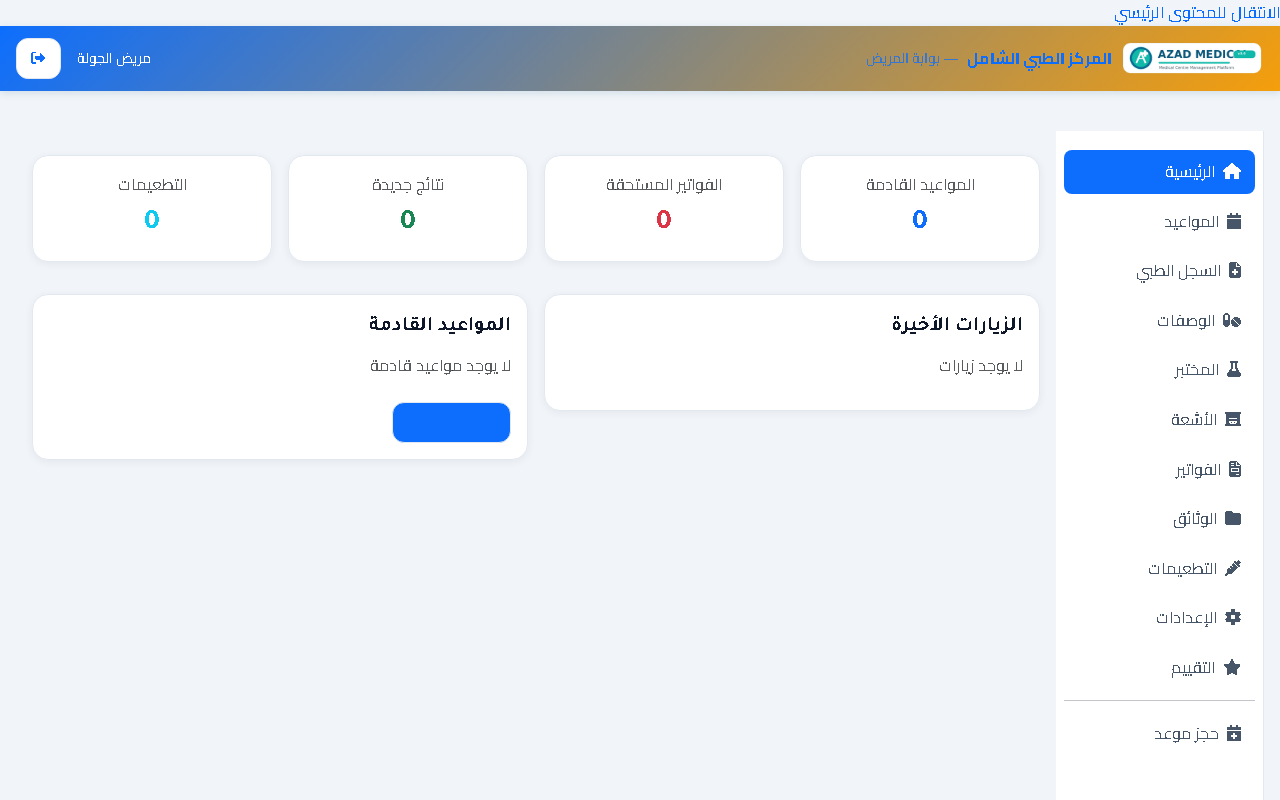 الانتقال للمحتوى الرئيسي
AZAD MEDIC
Medical Center Management Platform
المركز الطبي الشامل — بوابة المريض
مريض الجولة
الرئيسية
المواعيد
السجل الطبي
الوصفات
المختبر
الأشعة
الفواتير
الوثائق
التطعيمات
الإعدادات
التقييم
حجز موعد
المواعيد القادمة
0
الفواتير المستحقة
0
نتائج جديدة
0
التطعيمات
0
الزيارات الأخيرة
لا يوجد زيارات
المواعيد القادمة
لا يوجد مواعيد قادمة